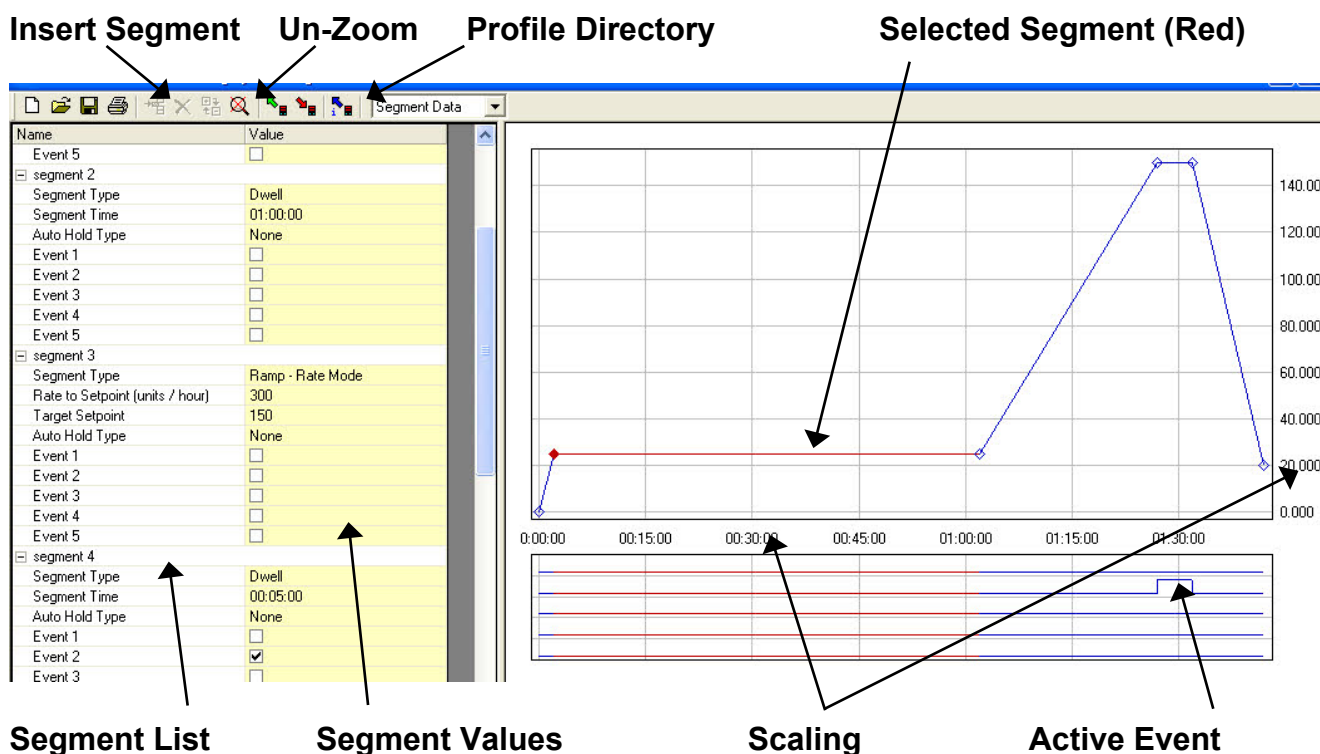 Insert Segment Un-Zoom Profile Directory Selected Segment (Red)
Segment Data
Name Value
Event 5
segment 2
Segment Type Dwell
Segment Time 01:00:00
Auto Hold Type None
Event 1
Event 2
Event 3
Event 4
Event 5
segment 3
Segment Type Ramp - Rate Mode
Rate to Setpoint (units / hour) 300
Target Setpoint 150
Auto Hold Type None
Event 1
Event 2
Event 3
Event 4
Event 5
segment 4
Segment Type Dwell
Segment Time 00:05:00
Auto Hold Type None
Event 1
Event 2
Event 3
140.00
120.00
100.00
80.000
60.000
40.000
20.000
0.000
0:00:00 00:15:00 00:30:00 00:45:00 01:00:00 01:15:00 01:30:00
Segment List Segment Values Scaling Active Event